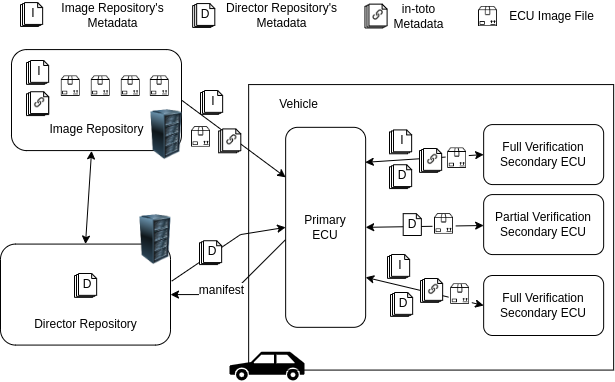 Image Repository's
Metadata
Director Repository's
Metadata
in-toto
Metadata
ECU Image File
I
D
I
Image Repository
I
Vehicle
Primary
ECU
I
D
Full Verification
Secondary ECU
D
Partial Verification
Secondary ECU
I
D
Full Verification
Secondary ECU
D
manifest
D
Director Repository